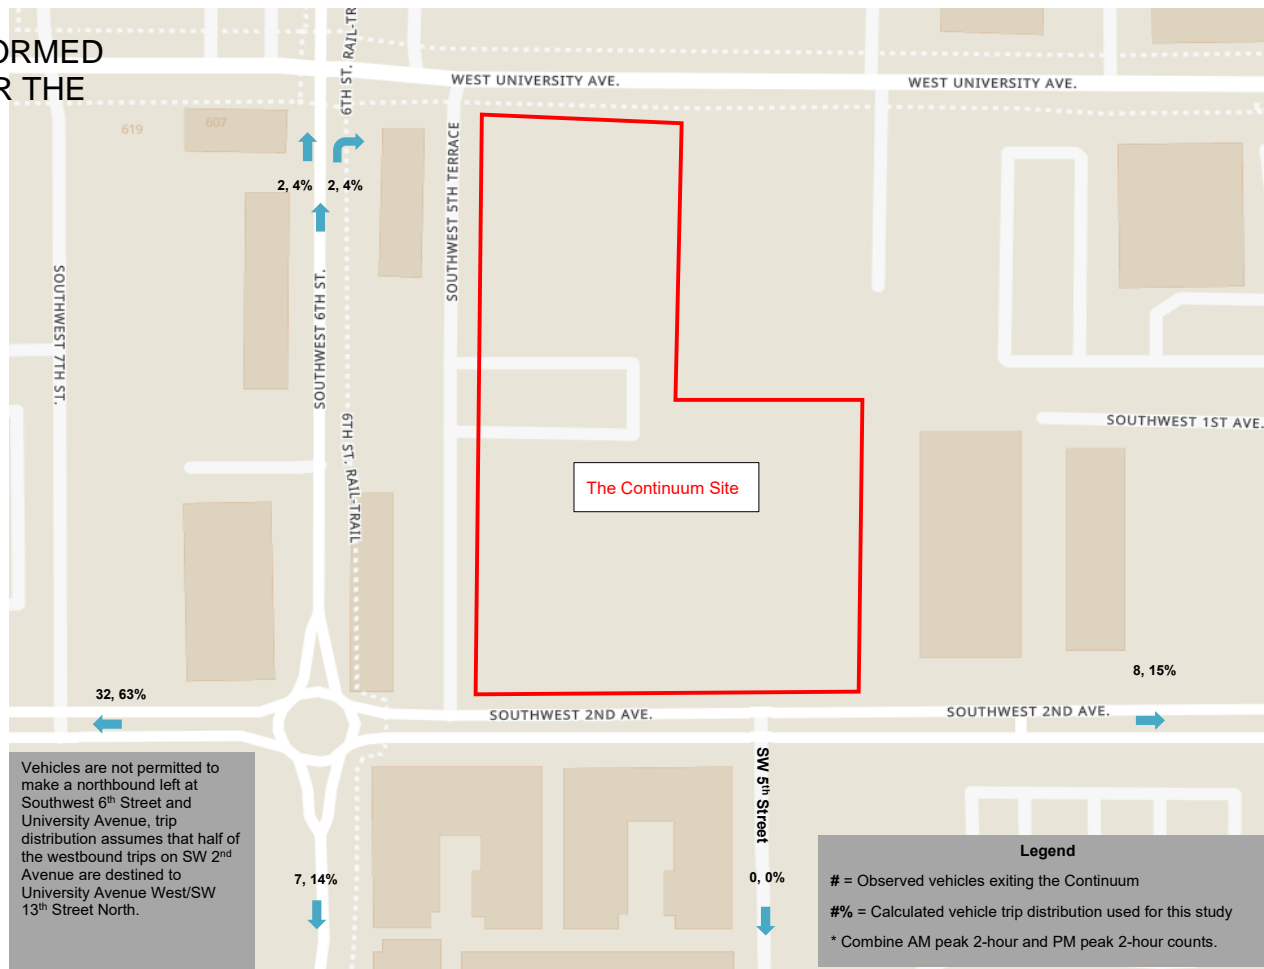 ORMED
R THE
WEST UNIVERSITY AVE.
WEST UNIVERSITY AVE.
6TH ST. RAIL-TR
619
607
2, 4%
2, 4%
SOUTHWEST 5TH TERRACE
SOUTHWEST 7TH ST.
SOUTHWEST 6TH ST.
6TH ST. RAIL-TRAIL
SOUTHWEST 1ST AVE.
The Continuum Site
32, 63%
8, 15%
SOUTHWEST 2ND AVE.
SOUTHWEST 2ND AVE.
SW 5th Street
7, 14%
0, 0%
Vehicles are not permitted to
make a northbound left at
Southwest 6th Street and
University Avenue, trip
distribution assumes that half of
the westbound trips on SW 2nd
Avenue are destined to
University Avenue West/SW
13th Street North.
Legend
# = Observed vehicles exiting the Continuum
#% = Calculated vehicle trip distribution used for this study
* Combine AM peak 2-hour and PM peak 2-hour counts.